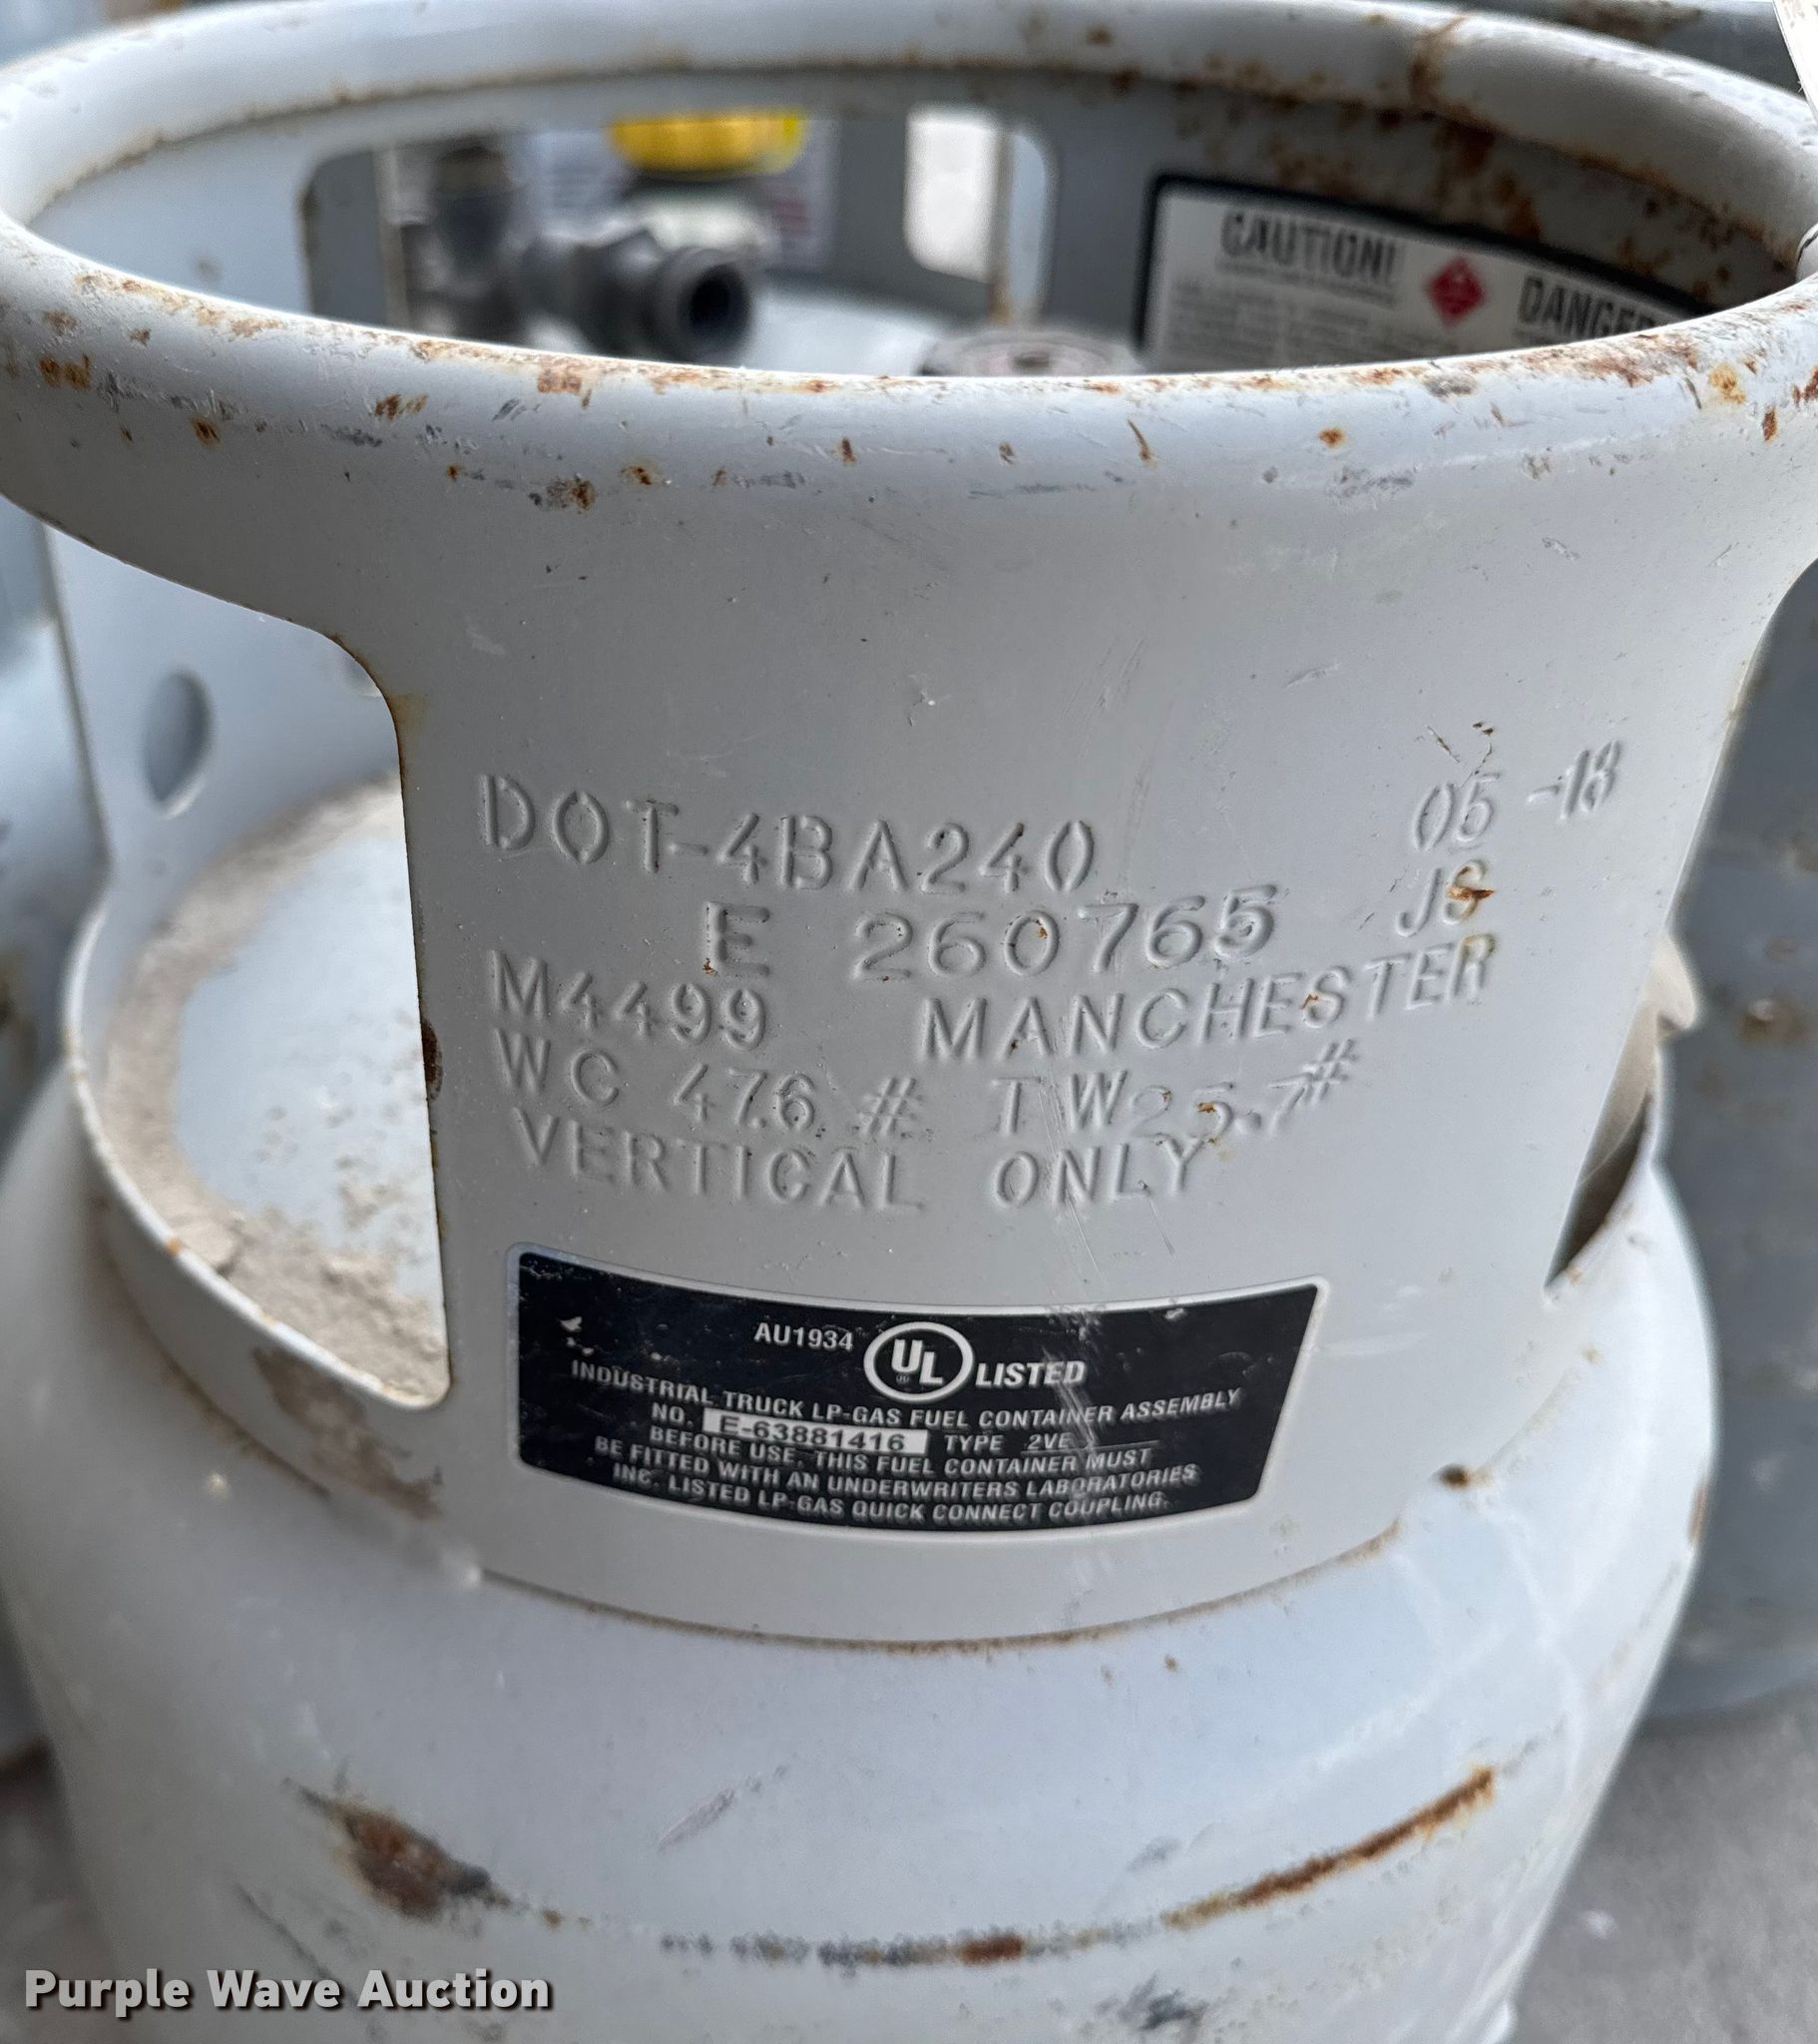 CAUTION!
DANGER
DOT-4BA240 05-18
E 260765 JS
M4499 MANCHESTER
WC 47.6# TW25.7#
VERTICAL ONLY
AU1934 UL LISTED
INDUSTRIAL TRUCK LP-GAS FUEL CONTAINER ASSEMBLY
NO. E-63881416 TYPE 2VE
BEFORE USE, THIS FUEL CONTAINER MUST
BE FITTED WITH AN UNDERWRITERS LABORATORIES
INC. LISTED LP-GAS QUICK CONNECT COUPLING.
Purple Wave Auction